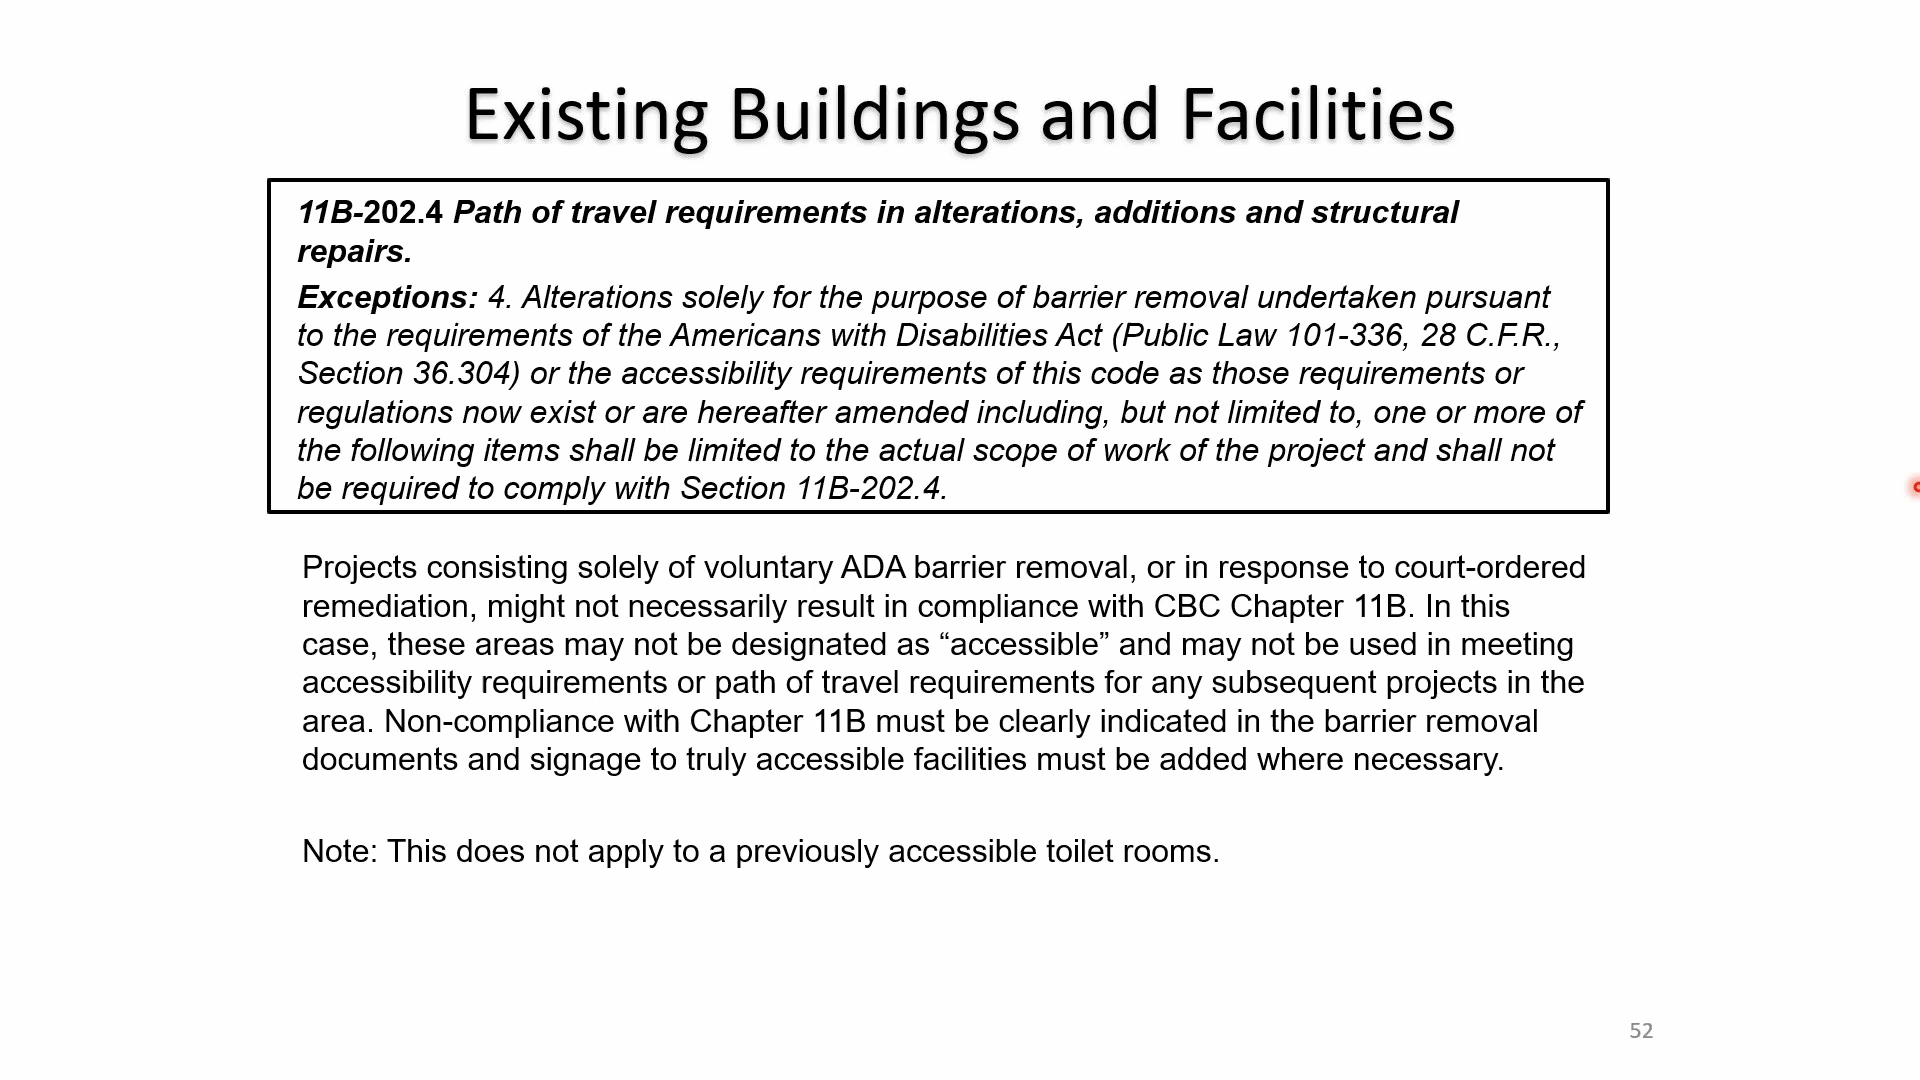 Existing Buildings and Facilities
11B-202.4 Path of travel requirements in alterations, additions and structural
repairs.
Exceptions: 4. Alterations solely for the purpose of barrier removal undertaken pursuant
to the requirements of the Americans with Disabilities Act (Public Law 101-336, 28 C.F.R.,
Section 36.304) or the accessibility requirements of this code as those requirements or
regulations now exist or are hereafter amended including, but not limited to, one or more of
the following items shall be limited to the actual scope of work of the project and shall not
be required to comply with Section 11B-202.4.
Projects consisting solely of voluntary ADA barrier removal, or in response to court-ordered
remediation, might not necessarily result in compliance with CBC Chapter 11B. In this
case, these areas may not be designated as “accessible” and may not be used in meeting
accessibility requirements or path of travel requirements for any subsequent projects in the
area. Non-compliance with Chapter 11B must be clearly indicated in the barrier removal
documents and signage to truly accessible facilities must be added where necessary.
Note: This does not apply to a previously accessible toilet rooms.
52